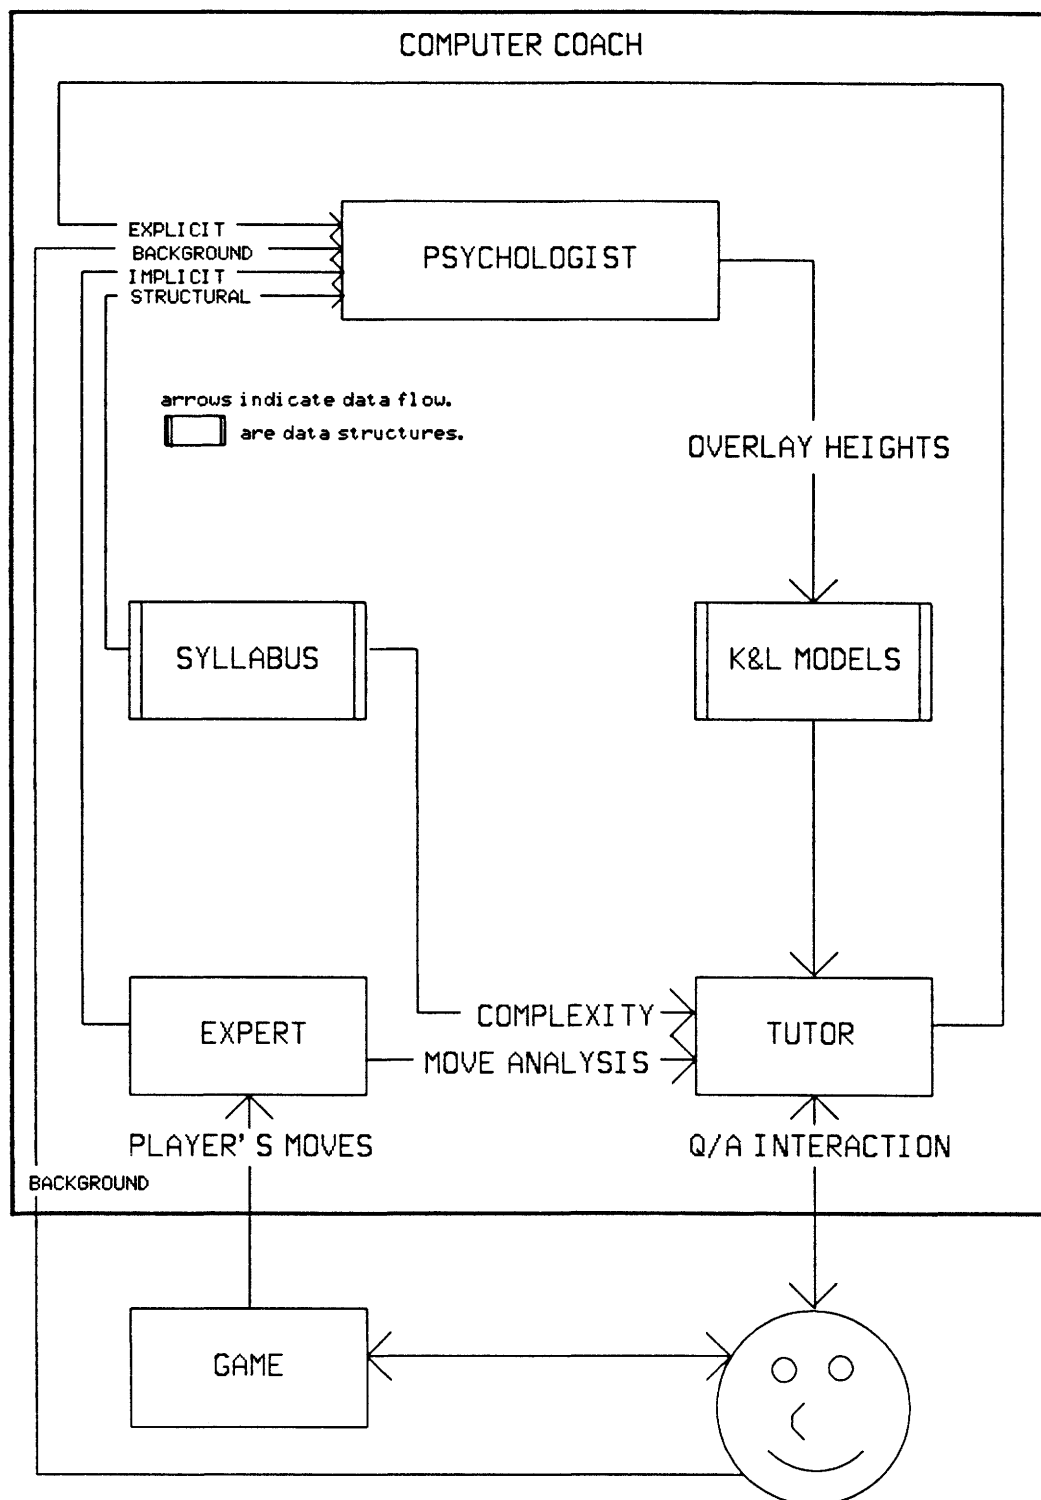 COMPUTER COACH
EXPLICIT
BACKGROUND
IMPLICIT
STRUCTURAL
PSYCHOLOGIST
arrows indicate data flow.
are data structures.
OVERLAY HEIGHTS
SYLLABUS
K&L MODELS
COMPLEXITY
EXPERT
TUTOR
MOVE ANALYSIS
PLAYER'S MOVES
Q/A INTERACTION
BACKGROUND
GAME